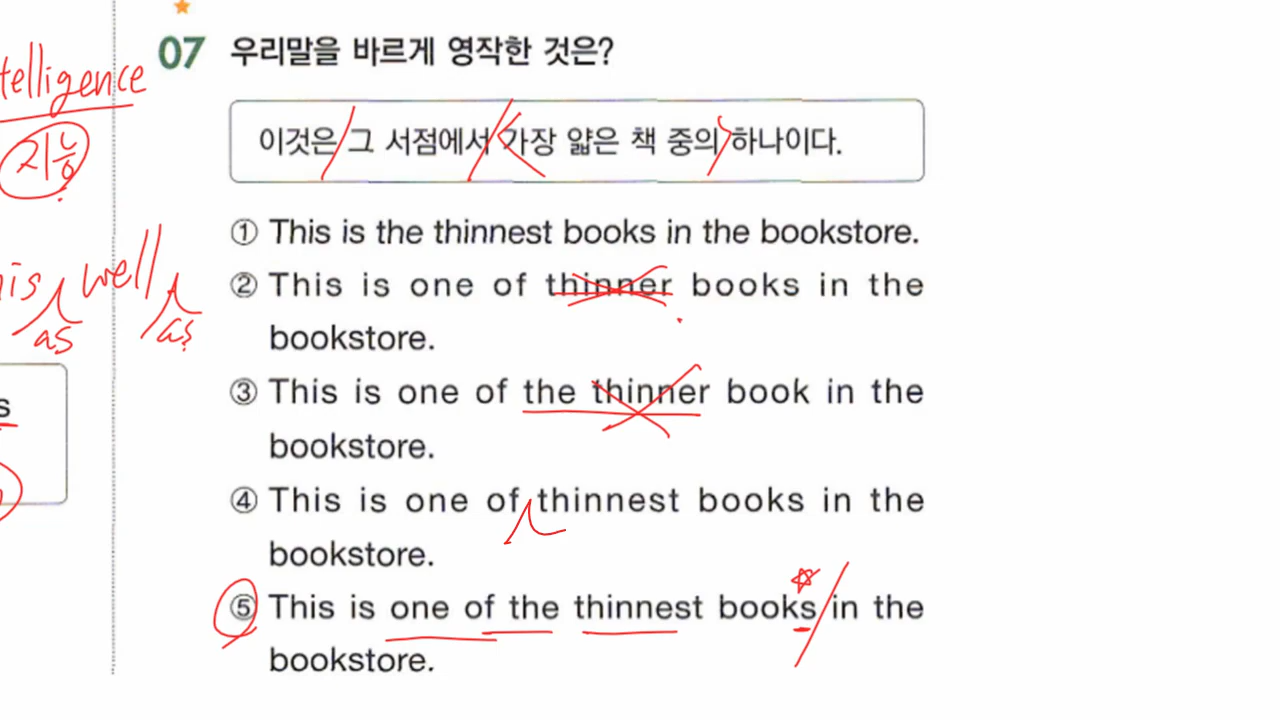 07 우리말을 바르게 영작한 것은?
telligence
지능
이것은 그 서점에서 가장 얇은 책 중의 하나이다.
① This is the thinnest books in the bookstore.
② This is one of thinner books in the
bookstore.
his well
as as
③ This is one of the thinner book in the
bookstore.
s
④ This is one of thinnest books in the
bookstore.
⑤ This is one of the thinnest books in the
bookstore.